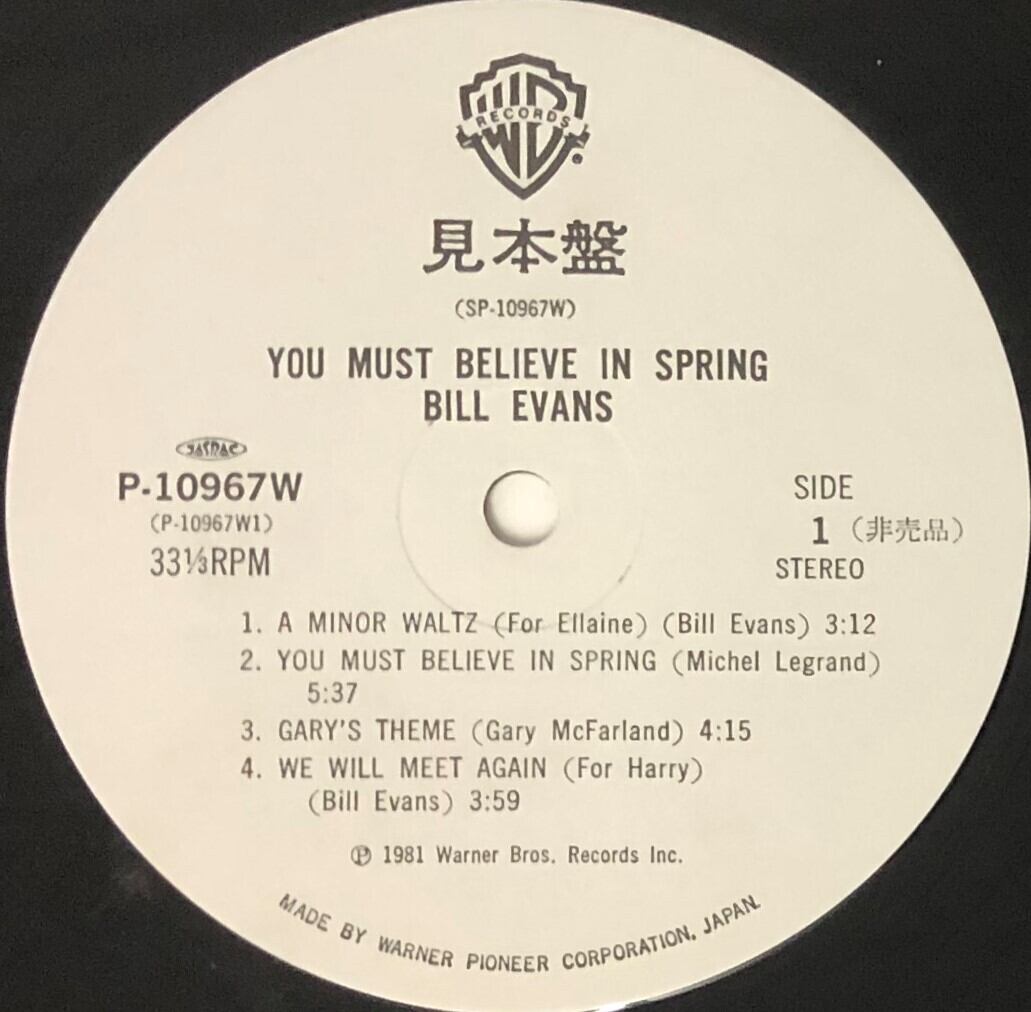 WB
RECORDS
見本盤
(SP-10967W)
YOU MUST BELIEVE IN SPRING
BILL EVANS
JASRAC
P-10967W
(P-10967W1)
33⅓RPM
SIDE
1 (非売品)
STEREO
1. A MINOR WALTZ (For Ellaine) (Bill Evans) 3:12
2. YOU MUST BELIEVE IN SPRING (Michel Legrand)
5:37
3. GARY'S THEME (Gary McFarland) 4:15
4. WE WILL MEET AGAIN (For Harry)
(Bill Evans) 3:59
℗ 1981 Warner Bros. Records Inc.
MADE BY WARNER PIONEER CORPORATION, JAPAN.